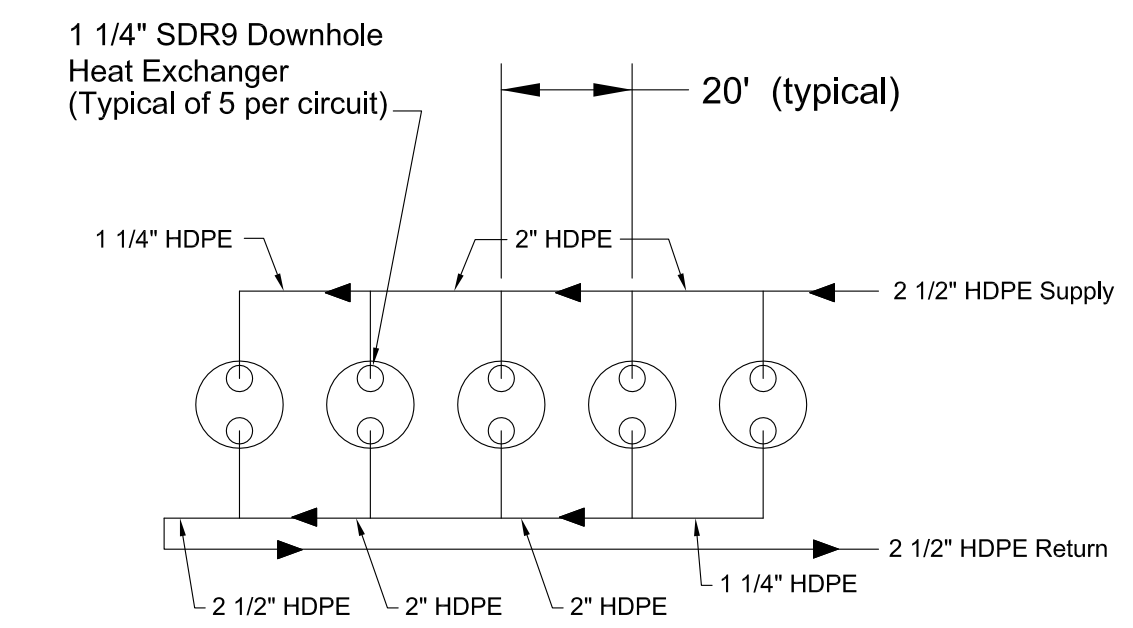 1 1/4" SDR9 Downhole
Heat Exchanger
(Typical of 5 per circuit)
20' (typical)
1 1/4" HDPE
2" HDPE
2 1/2" HDPE Supply
2 1/2" HDPE Return
1 1/4" HDPE
2 1/2" HDPE
2" HDPE
2" HDPE